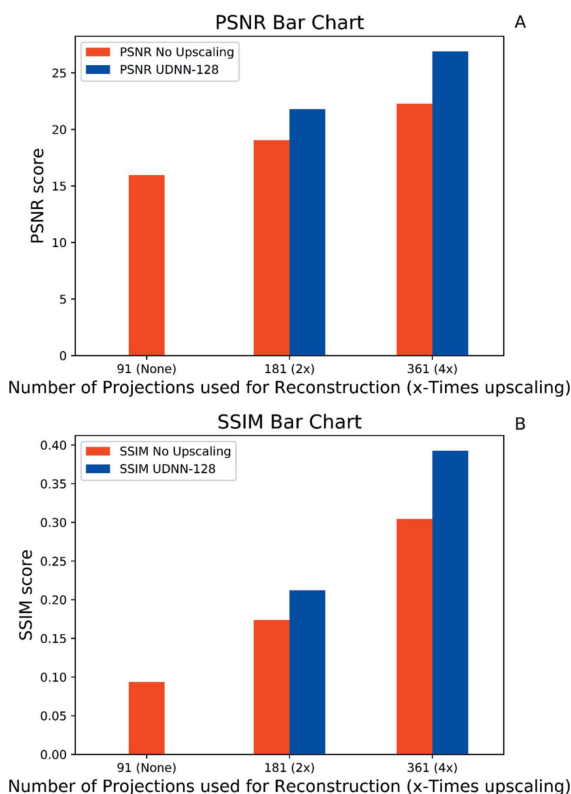 PSNR Bar Chart
A
PSNR No Upscaling
PSNR UDNN-128
PSNR score
25
20
15
10
5
0
91 (None)
181 (2x)
361 (4x)
Number of Projections used for Reconstruction (x-Times upscaling)
SSIM Bar Chart
B
SSIM No Upscaling
SSIM UDNN-128
SSIM score
0.40
0.35
0.30
0.25
0.20
0.15
0.10
0.05
0.00
91 (None)
181 (2x)
361 (4x)
Number of Projections used for Reconstruction (x-Times upscaling)